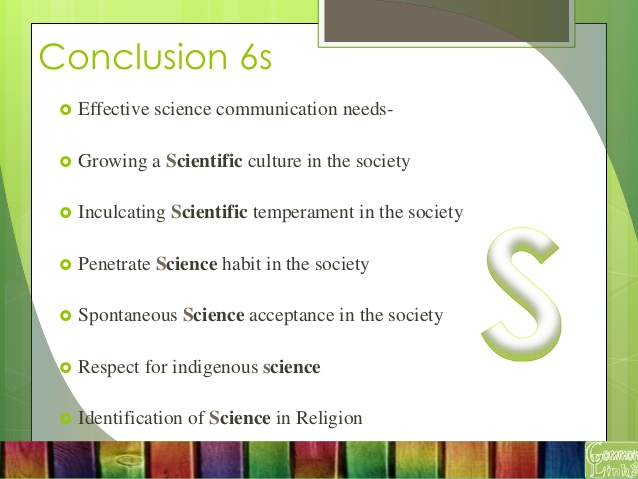 Conclusion 6s
Effective science communication needs-
Growing a Scientific culture in the society
Inculcating Scientific temperament in the society
Penetrate Science habit in the society
Spontaneous Science acceptance in the society
Respect for indigenous science
Identification of Science in Religion
S